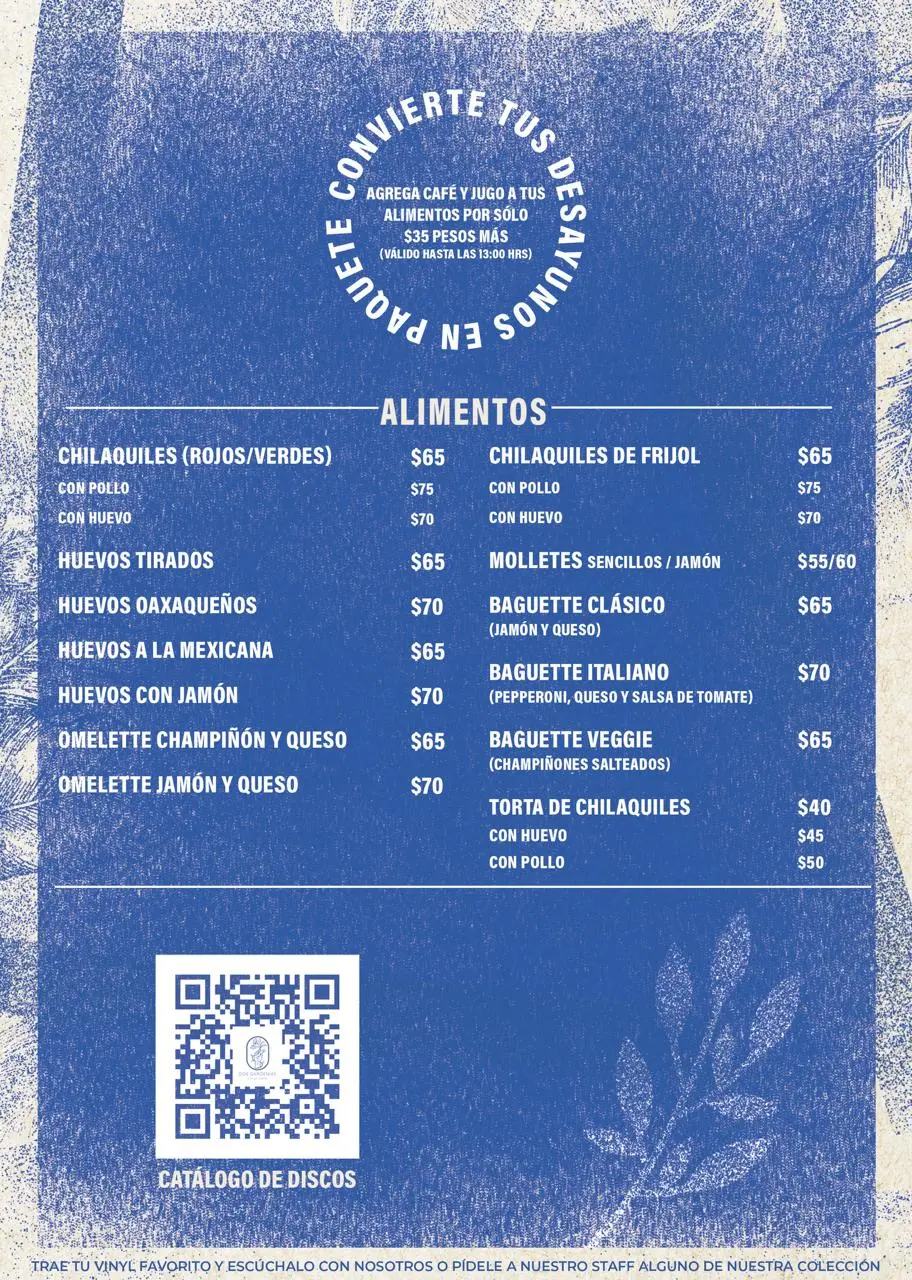 CONVIERTE TUS DESAYUNOS EN PAQUETE
AGREGA CAFÉ Y JUGO A TUS
ALIMENTOS POR SÓLO
$35 PESOS MÁS
(VÁLIDO HASTA LAS 13:00 HRS)
ALIMENTOS
CHILAQUILES (ROJOS/VERDES) $65
CON POLLO $75
CON HUEVO $70
HUEVOS TIRADOS $65
HUEVOS OAXAQUEÑOS $70
HUEVOS A LA MEXICANA $65
HUEVOS CON JAMÓN $70
OMELETTE CHAMPIÑÓN Y QUESO $65
OMELETTE JAMÓN Y QUESO $70
CHILAQUILES DE FRIJOL $65
CON POLLO $75
CON HUEVO $70
MOLLETES SENCILLOS / JAMÓN $55/60
BAGUETTE CLÁSICO $65
(JAMÓN Y QUESO)
BAGUETTE ITALIANO $70
(PEPPERONI, QUESO Y SALSA DE TOMATE)
BAGUETTE VEGGIE $65
(CHAMPIÑONES SALTEADOS)
TORTA DE CHILAQUILES $40
CON HUEVO $45
CON POLLO $50
DOS GARDENIAS
CATÁLOGO DE DISCOS
TRAE TU VINYL FAVORITO Y ESCÚCHALO CON NOSOTROS O PÍDELE A NUESTRO STAFF ALGUNO DE NUESTRA COLECCIÓN